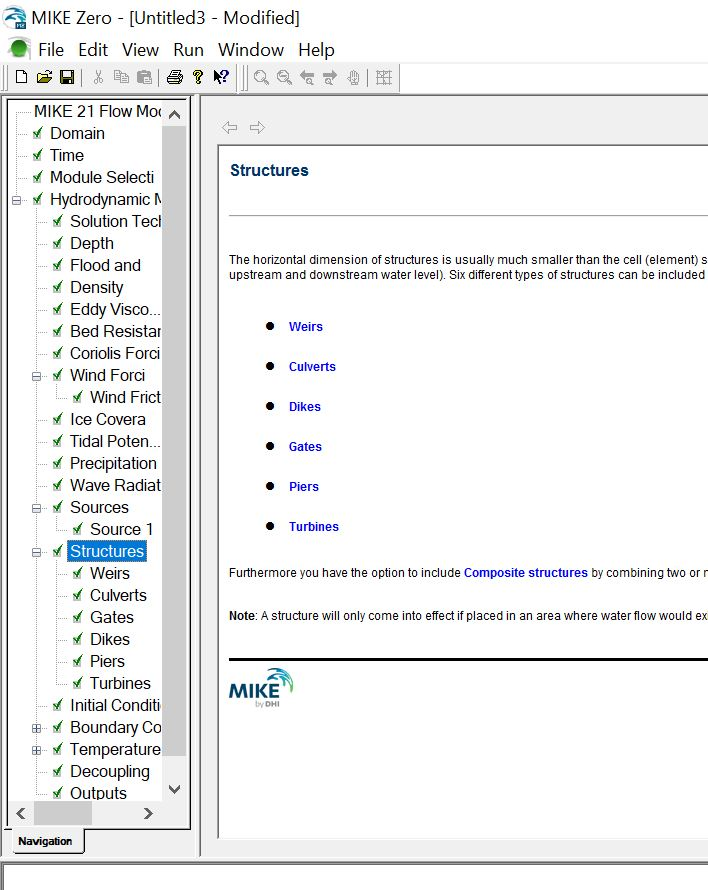 MIKE Zero - [Untitled3 - Modified]
File Edit View Run Window Help
MIKE 21 Flow Mod
Domain
Time
Module Selecti
Hydrodynamic M
Solution Tech
Depth
Flood and
Density
Eddy Visco...
Bed Resistan
Coriolis Forci
Wind Forci
Wind Frict
Ice Covera
Tidal Poten...
Precipitation
Wave Radiat
Sources
Source 1
Structures
Weirs
Culverts
Gates
Dikes
Piers
Turbines
Initial Conditi
Boundary Co
Temperature
Decoupling
Outputs
Navigation
Structures
The horizontal dimension of structures is usually much smaller than the cell (element) s
upstream and downstream water level). Six different types of structures can be included
Weirs
Culverts
Dikes
Gates
Piers
Turbines
Furthermore you have the option to include Composite structures by combining two or
Note: A structure will only come into effect if placed in an area where water flow would ex
MIKE
by DHI